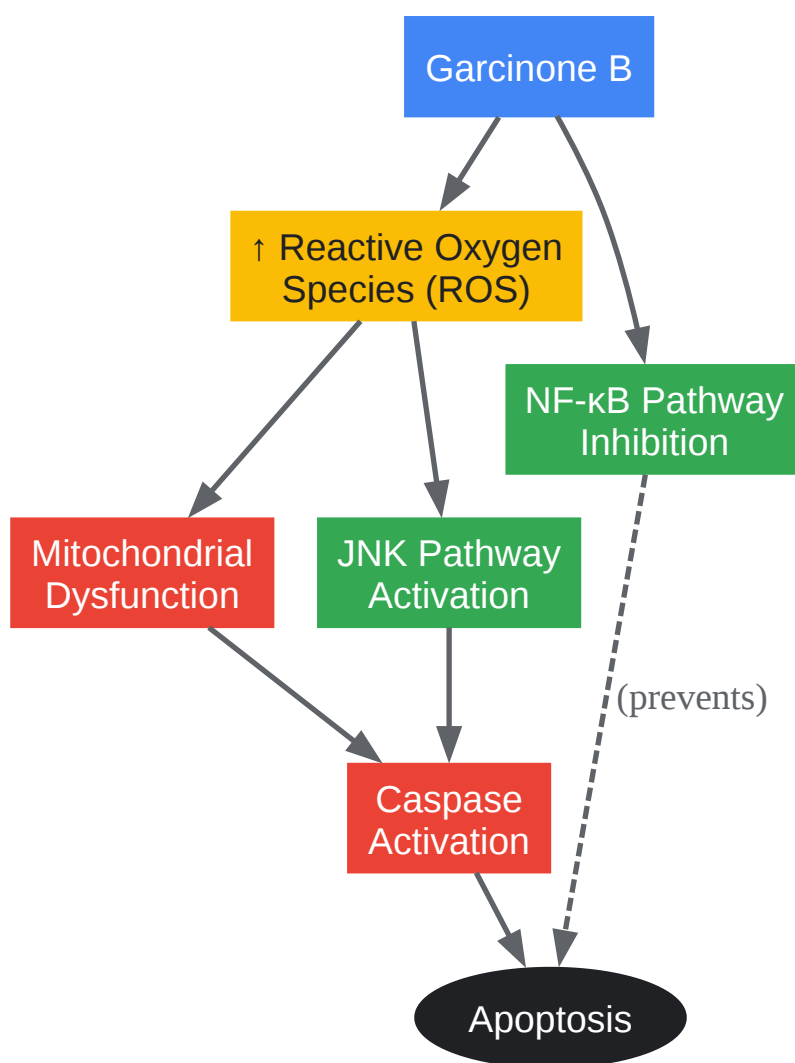 Garcinone B
↑ Reactive Oxygen
Species (ROS)
NF-κB Pathway
Inhibition
Mitochondrial
Dysfunction
JNK Pathway
Activation
(prevents)
Caspase
Activation
Apoptosis